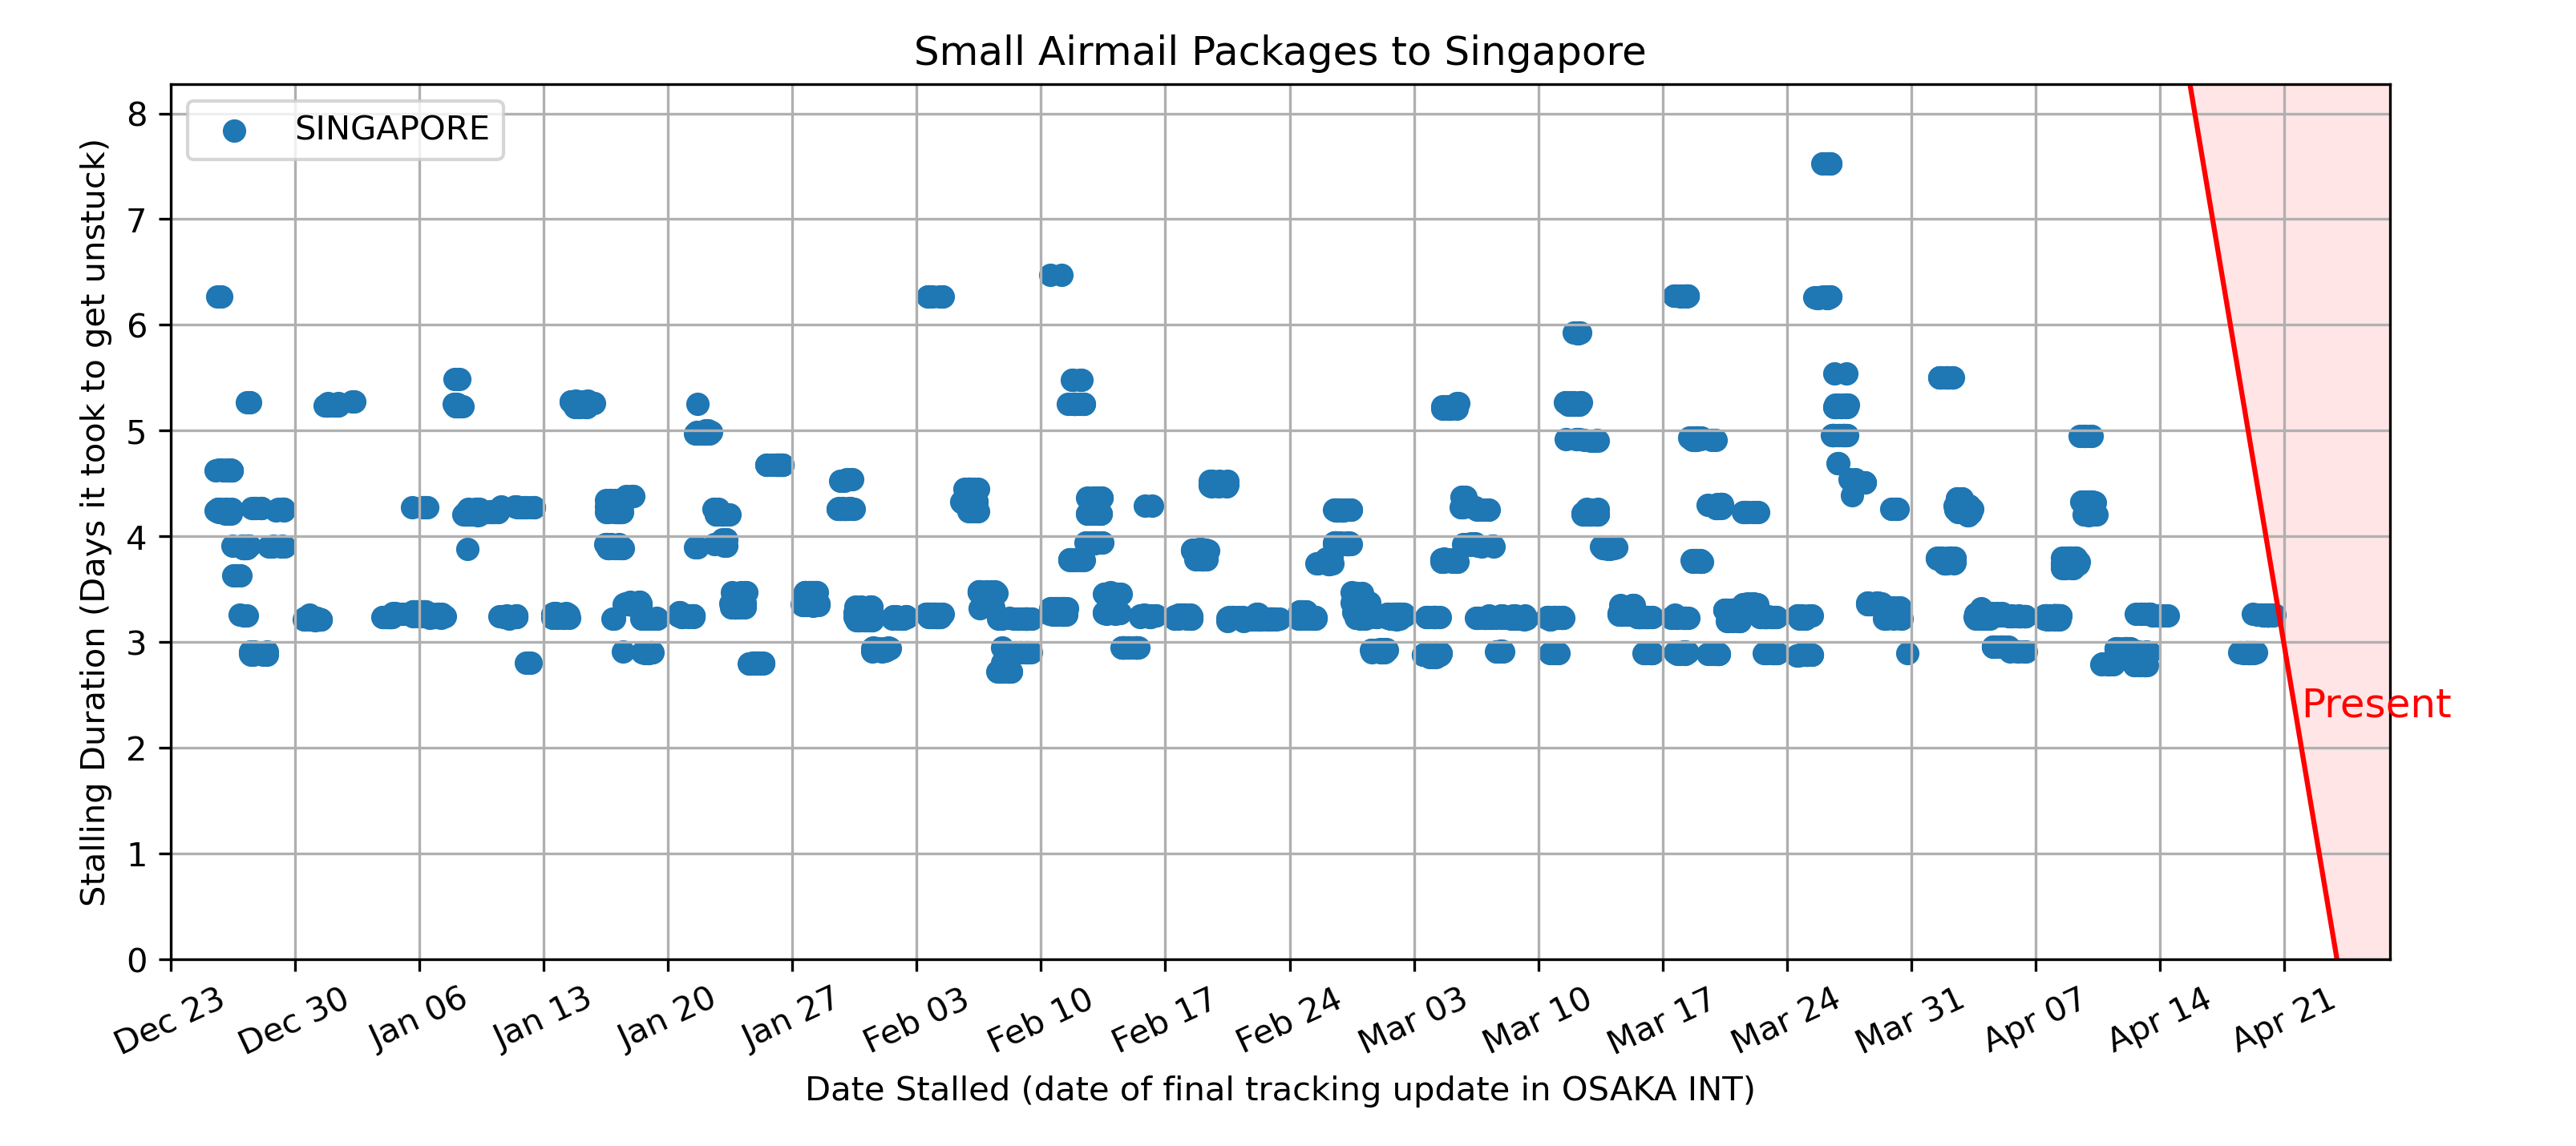 Small Airmail Packages to Singapore
SINGAPORE
Stalling Duration (Days it took to get unstuck)
8
7
6
5
4
3
2
1
0
Present
Dec 23
Dec 30
Jan 06
Jan 13
Jan 20
Jan 27
Feb 03
Feb 10
Feb 17
Feb 24
Mar 03
Mar 10
Mar 17
Mar 24
Mar 31
Apr 07
Apr 14
Apr 21
Date Stalled (date of final tracking update in OSAKA INT)